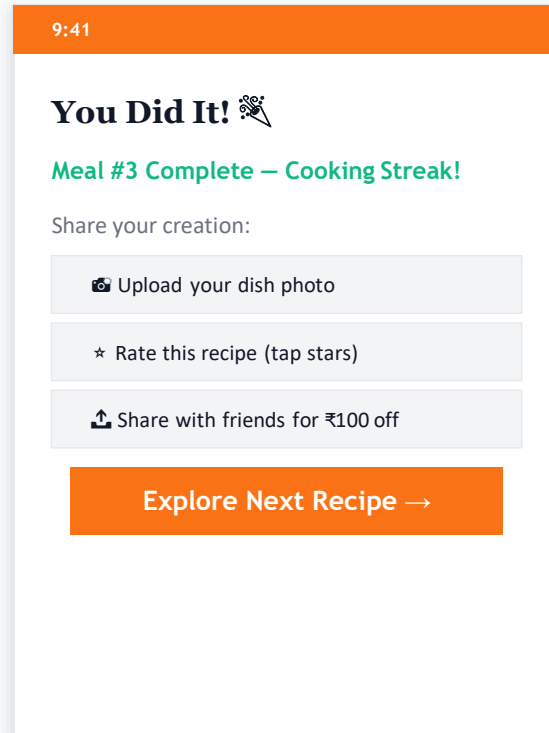 9:41
You Did It! 🎉
Meal #3 Complete — Cooking Streak!
Share your creation:
📸 Upload your dish photo
⭐ Rate this recipe (tap stars)
📤 Share with friends for ₹100 off
Explore Next Recipe →